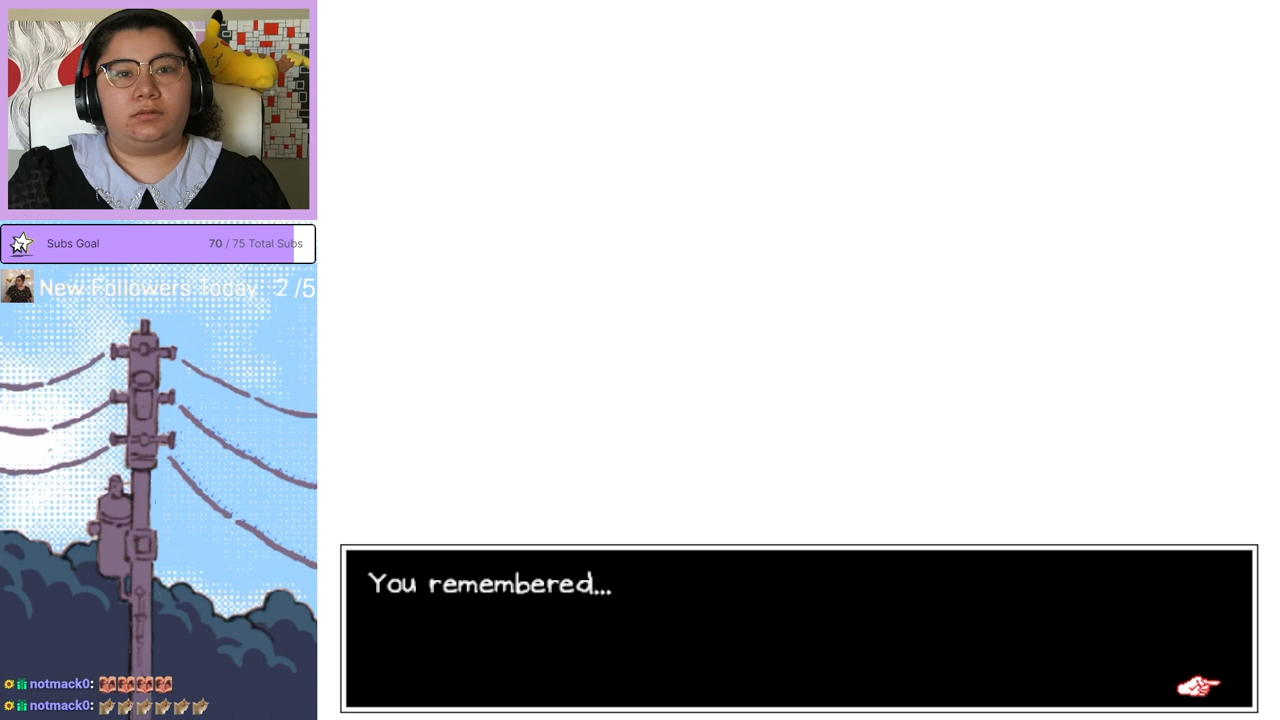 Subs Goal 70 / 75 Total Subs
New Followers Today 2 /5
notmack0:
notmack0:
You remembered...